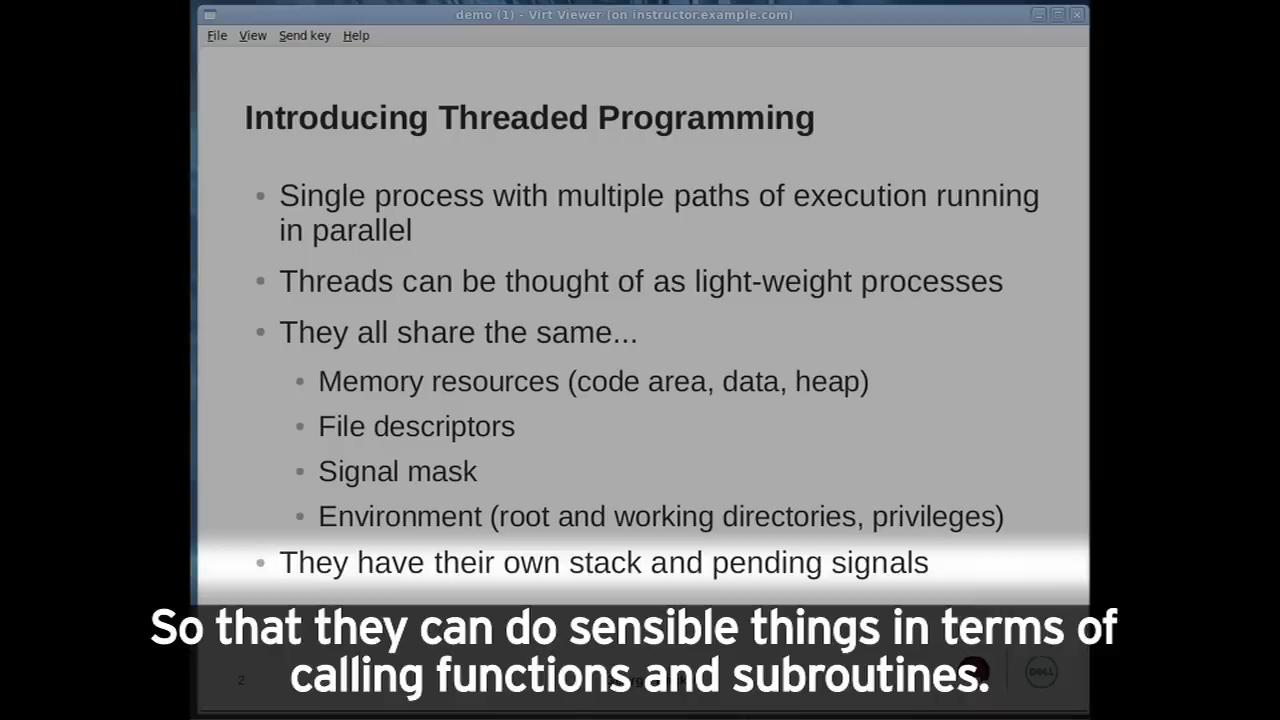 demo (1) - Virt Viewer (on instructor.example.com)
File View Send key Help
Introducing Threaded Programming
• Single process with multiple paths of execution running
in parallel
• Threads can be thought of as light-weight processes
• They all share the same...
• Memory resources (code area, data, heap)
• File descriptors
• Signal mask
• Environment (root and working directories, privileges)
• They have their own stack and pending signals
So that they can do sensible things in terms of
calling functions and subroutines.
2
DELL